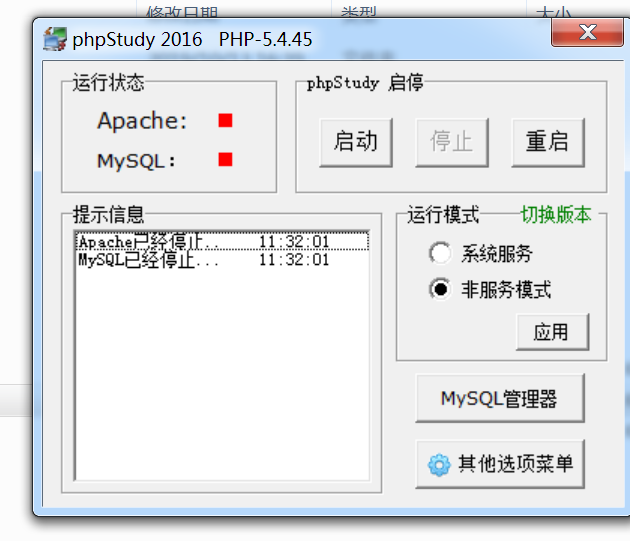 修改日期 类型 大小
phpStudy 2016 PHP-5.4.45
运行状态
Apache:
MySQL:
phpStudy 启停
启动 停止 重启
提示信息
Apache已经停止.. 11:32:01
MySQL已经停止... 11:32:01
运行模式 切换版本
系统服务
非服务模式
应用
MySQL管理器
其他选项菜单